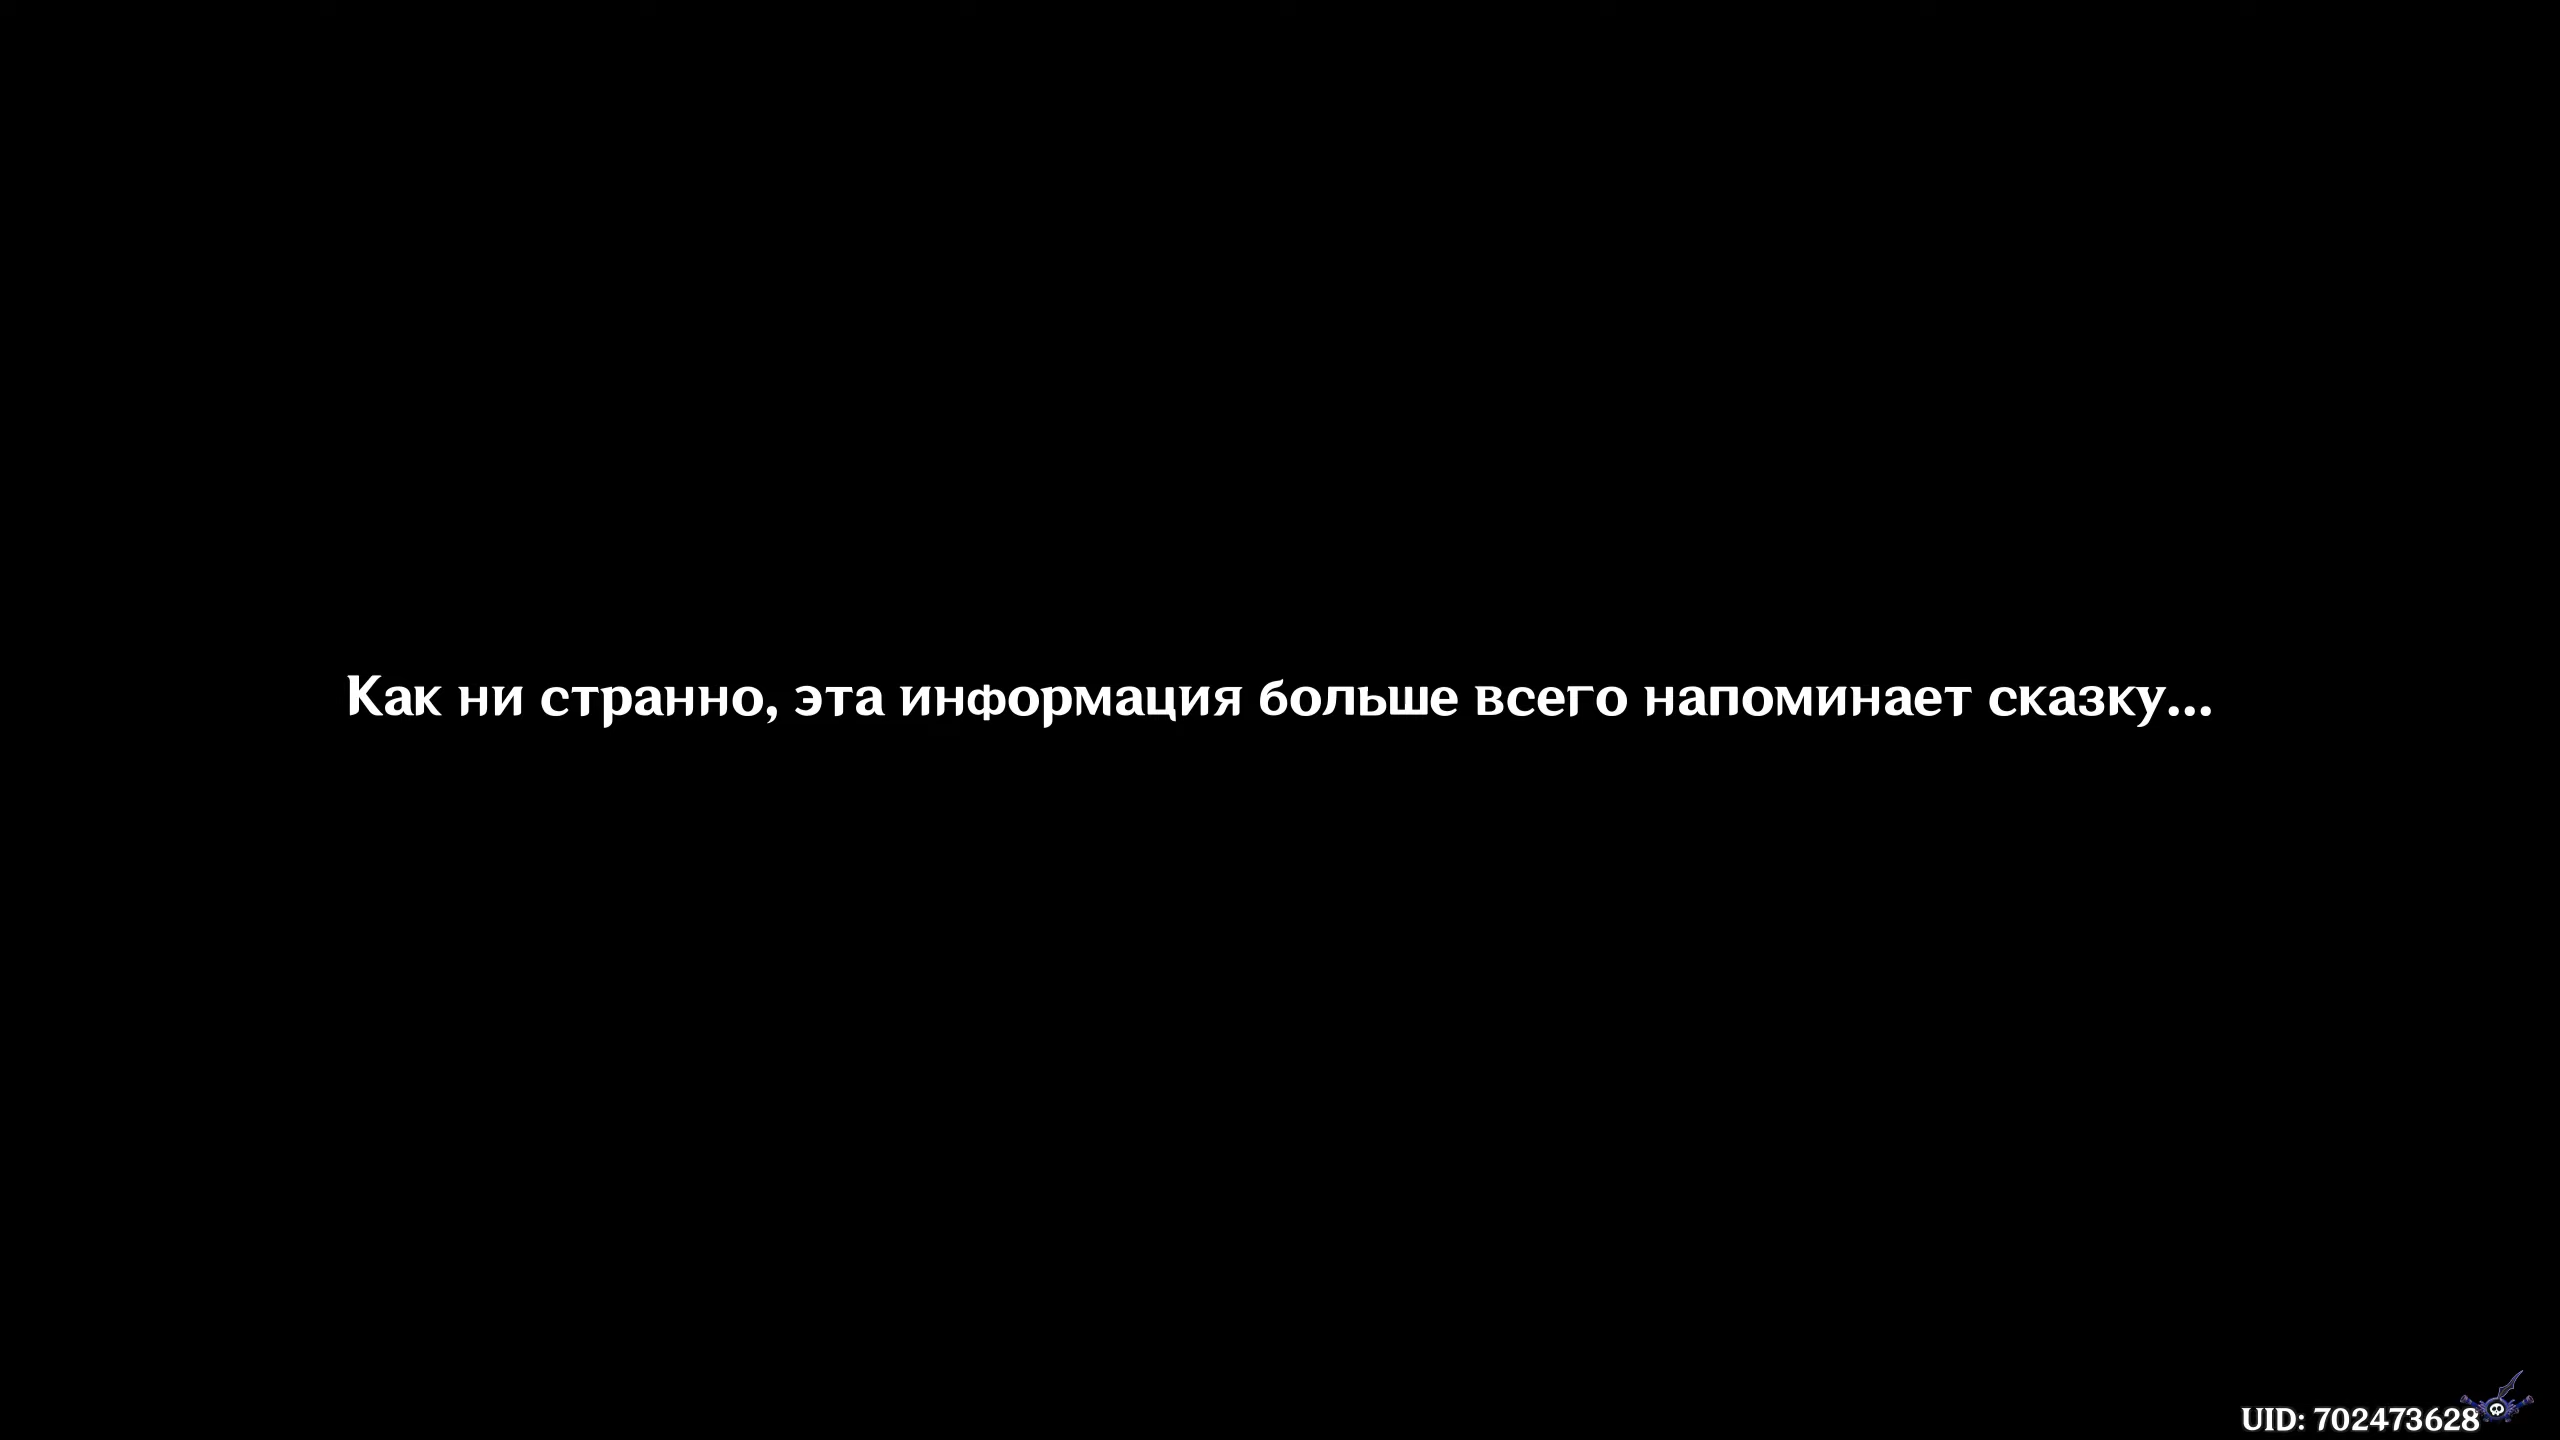 Как ни странно, эта информация больше всего напоминает сказку...
UID: 702473628